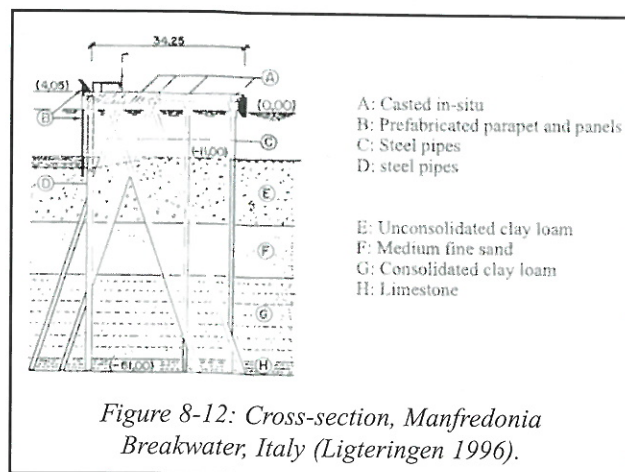 34.25
(4,05)
(0,00)
A
B
C
(-11,00)
D
E
F
G
H
(-61,00)
A: Casted in-situ
B: Prefabricated parapet and panels
C: Steel pipes
D: steel pipes
E: Unconsolidated clay loam
F: Medium fine sand
G: Consolidated clay loam
H: Limestone
Figure 8-12: Cross-section, Manfredonia
Breakwater, Italy (Ligteringen 1996).